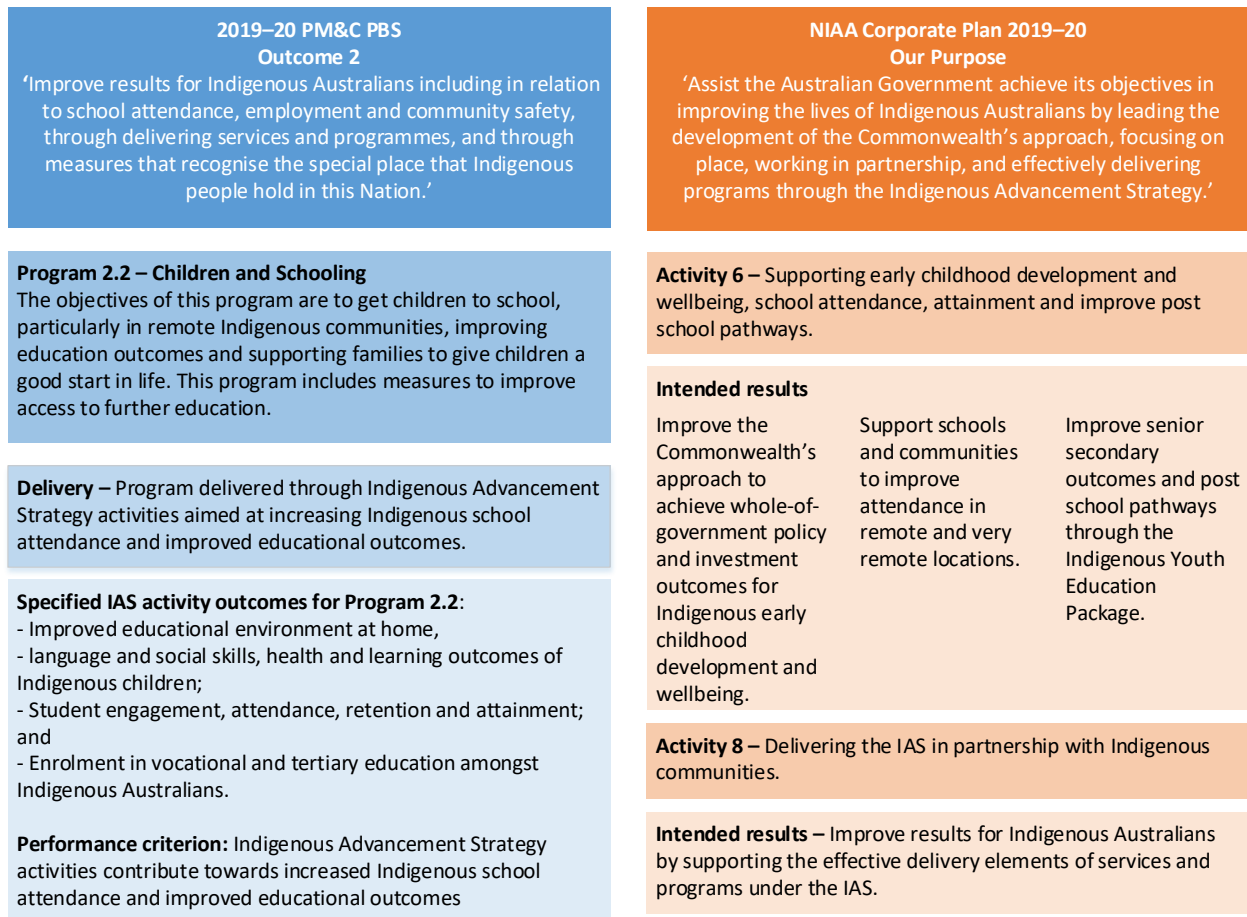 2019–20 PM&C PBS
Outcome 2
‘Improve results for Indigenous Australians including in relation
to school attendance, employment and community safety,
through delivering services and programmes, and through
measures that recognise the special place that Indigenous
people hold in this Nation.’
Program 2.2 – Children and Schooling
The objectives of this program are to get children to school,
particularly in remote Indigenous communities, improving
education outcomes and supporting families to give children a
good start in life. This program includes measures to improve
access to further education.
Delivery – Program delivered through Indigenous Advancement
Strategy activities aimed at increasing Indigenous school
attendance and improved educational outcomes.
Specified IAS activity outcomes for Program 2.2:
- Improved educational environment at home,
- language and social skills, health and learning outcomes of
Indigenous children;
- Student engagement, attendance, retention and attainment;
and
- Enrolment in vocational and tertiary education amongst
Indigenous Australians.
Performance criterion: Indigenous Advancement Strategy
activities contribute towards increased Indigenous school
attendance and improved educational outcomes
NIAA Corporate Plan 2019–20
Our Purpose
‘Assist the Australian Government achieve its objectives in
improving the lives of Indigenous Australians by leading the
development of the Commonwealth’s approach, focusing on
place, working in partnership, and effectively delivering
programs through the Indigenous Advancement Strategy.’
Activity 6 – Supporting early childhood development and
wellbeing, school attendance, attainment and improve post
school pathways.
Intended results
Improve the
Commonwealth’s
approach to
achieve whole-of-
government policy
and investment
outcomes for
Indigenous early
childhood
development and
wellbeing.
Support schools
and communities
to improve
attendance in
remote and very
remote locations.
Improve senior
secondary
outcomes and post
school pathways
through the
Indigenous Youth
Education
Package.
Activity 8 – Delivering the IAS in partnership with Indigenous
communities.
Intended results – Improve results for Indigenous Australians
by supporting the effective delivery elements of services and
programs under the IAS.